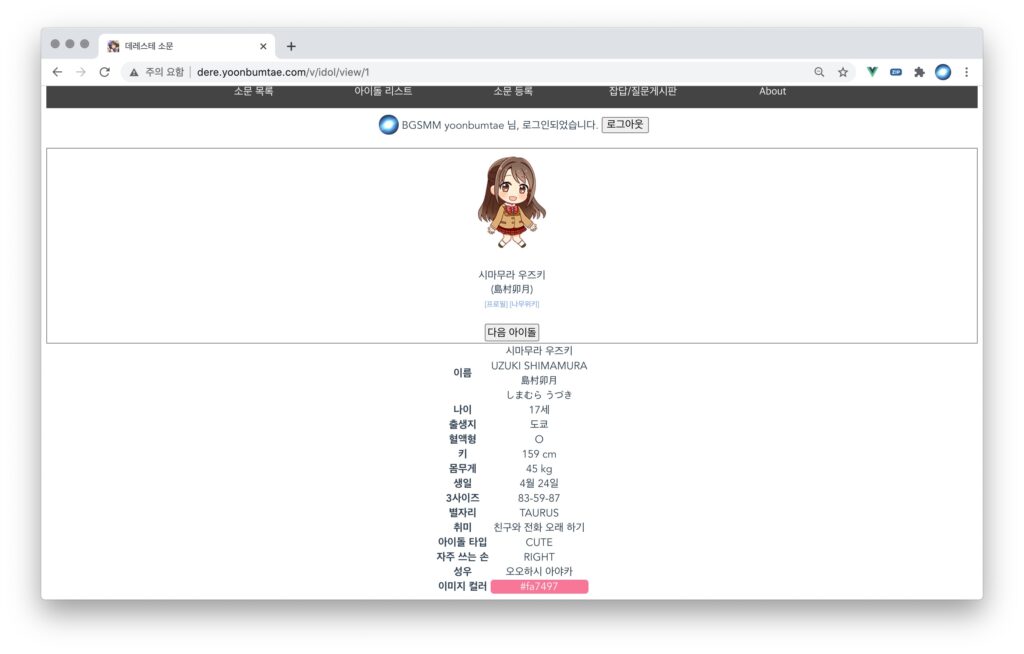 데레스테 소문
주의 요함 dere.yoonbumtae.com/v/idol/view/1
ZIP
소문 목록 아이돌 리스트 소문 등록 잡답/질문게시판 About
BGSMM yoonbumtae 님, 로그인되었습니다. 로그아웃
시마무라 우즈키
(島村卯月)
[프로필] [나무위키]
다음 아이돌
이름 시마무라 우즈키
UZUKI SHIMAMURA
島村卯月
しまむら うづき
나이 17세
출생지 도쿄
혈액형 O
키 159 cm
몸무게 45 kg
생일 4월 24일
3사이즈 83-59-87
별자리 TAURUS
취미 친구와 전화 오래 하기
아이돌 타입 CUTE
자주 쓰는 손 RIGHT
성우 오오하시 아야카
이미지 컬러 #fa7497